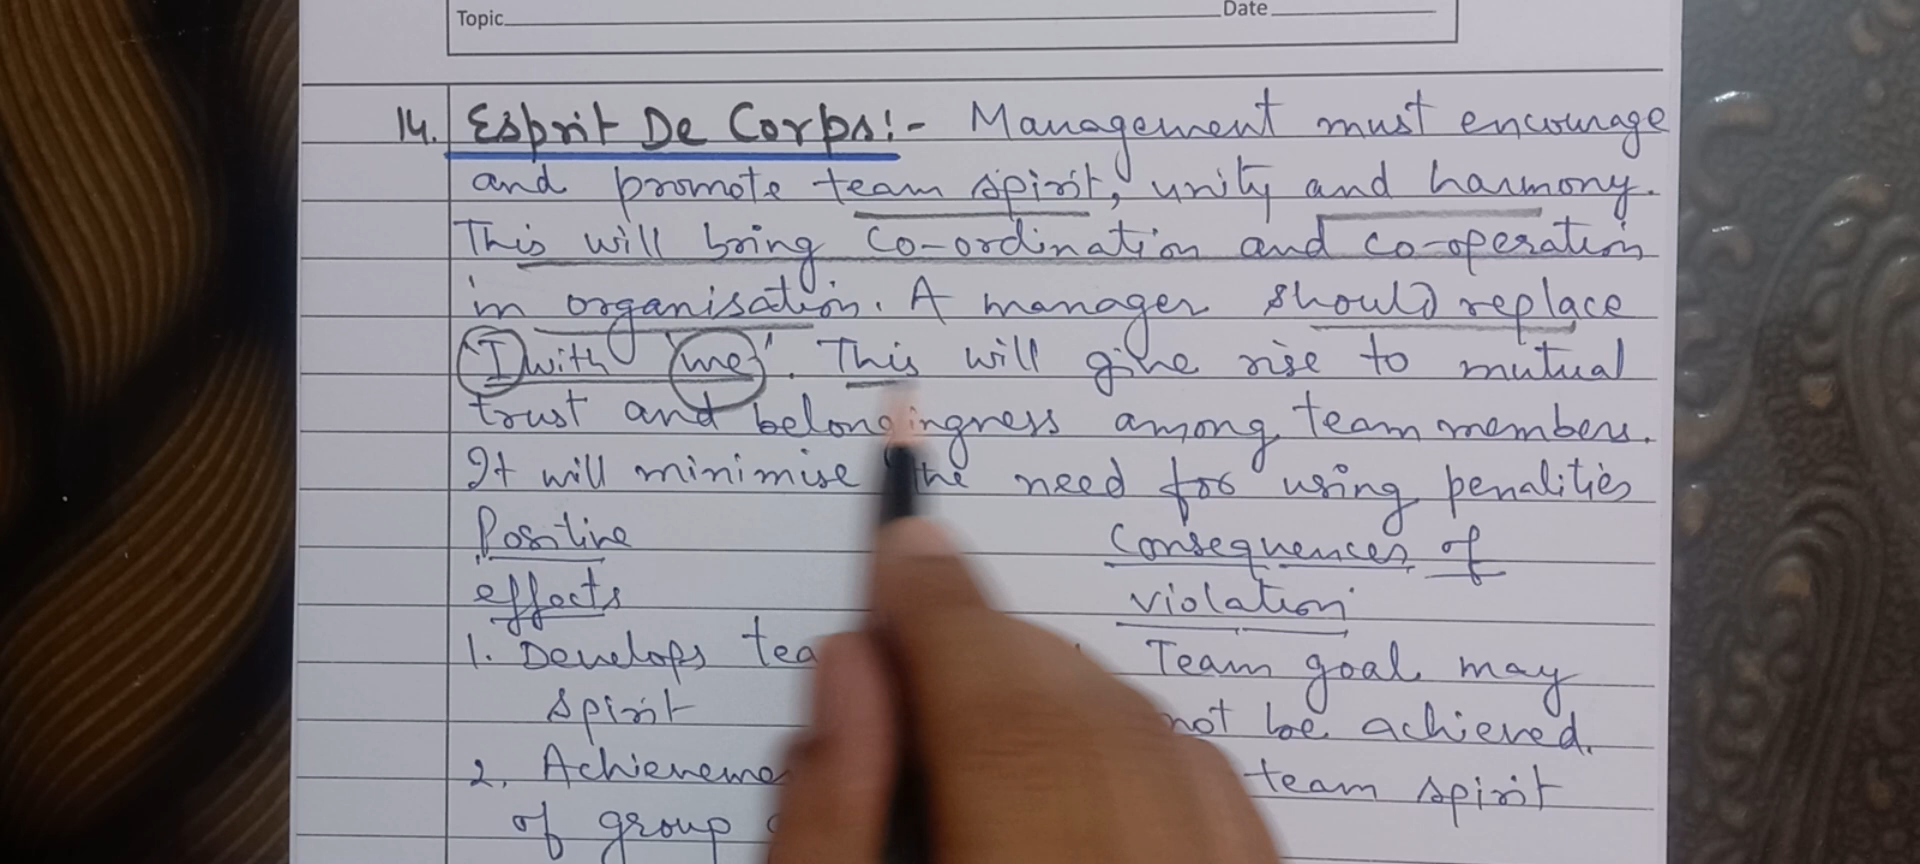 Topic Date
14. Esprit De Corps:- Management must encourage
and promote team spirit, unity and harmony.
This will bring co-ordination and co-operation
in organisation. A manager should replace
'I' with 'me'. This will give rise to mutual
trust and belongingness among team members.
It will minimise the need for using penalities
Positive Consequences of
effects violation
1. Develops Team goal may
spirit not be achieved.
2. team spirit
of group